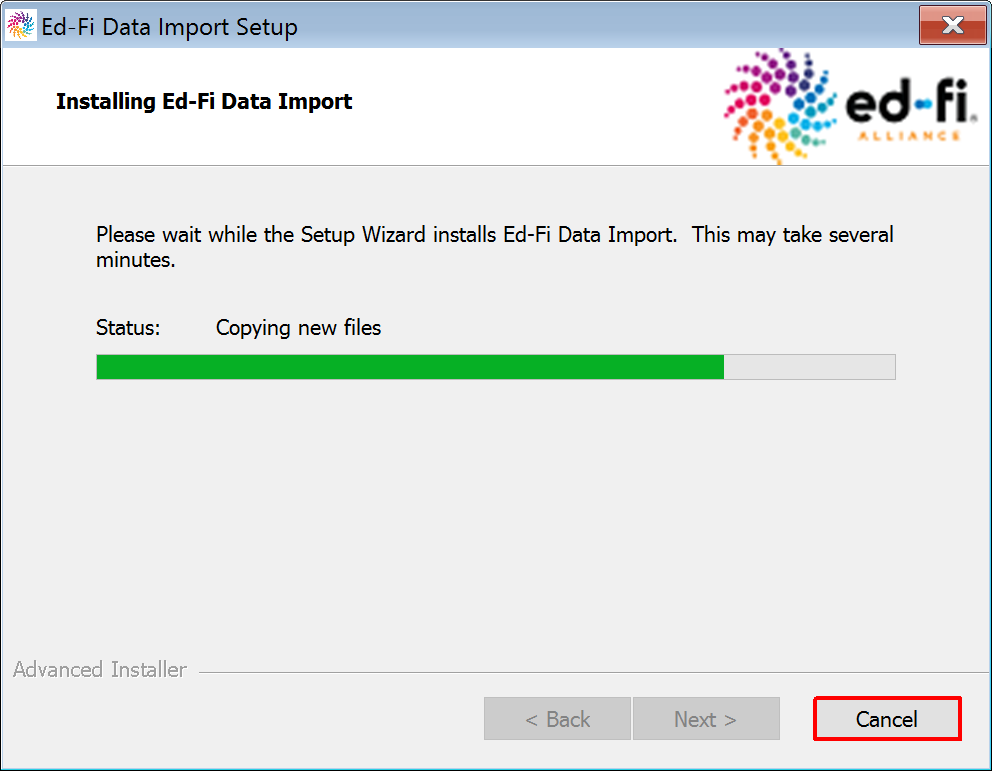 Ed-Fi Data Import Setup
Installing Ed-Fi Data Import
ed-fi®
ALLIANCE
Please wait while the Setup Wizard installs Ed-Fi Data Import.  This may take several
minutes.
Status: Copying new files
Advanced Installer
< Back Next > Cancel